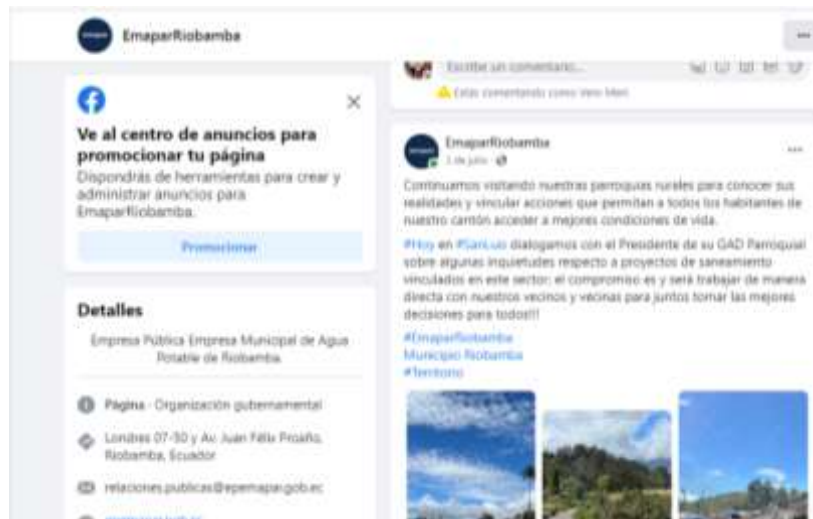 EmaparRiobamba
Escribe un comentario...
Estás comentando como Vero Meri
Ve al centro de anuncios para
promocionar tu página
Dispondrás de herramientas para crear y
administrar anuncios para
EmaparRiobamba.
Promocionar
Detalles
Empresa Pública Empresa Municipal de Agua
Potable de Riobamba.
Página · Organización gubernamental
Londres 07-50 y Av. Juan Félix Proaño,
Riobamba, Ecuador
relaciones.publicas@epemapar.gob.ec
EmaparRiobamba
de julio
Continuamos visitando nuestras parroquias rurales para conocer sus
realidades y vincular acciones que permitan a todos los habitantes de
nuestro cantón acceder a mejores condiciones de vida.
#Hoy en #SanLuis dialogamos con el Presidente de su GAD Parroquial
sobre algunas inquietudes respecto a proyectos de saneamiento
vinculados en este sector; el compromiso es y será trabajar de manera
directa con nuestros vecinos y vecinas para juntos tomar las mejores
decisiones para todos!!!
#EmaparRiobamba
Municipio Riobamba
#Territorio